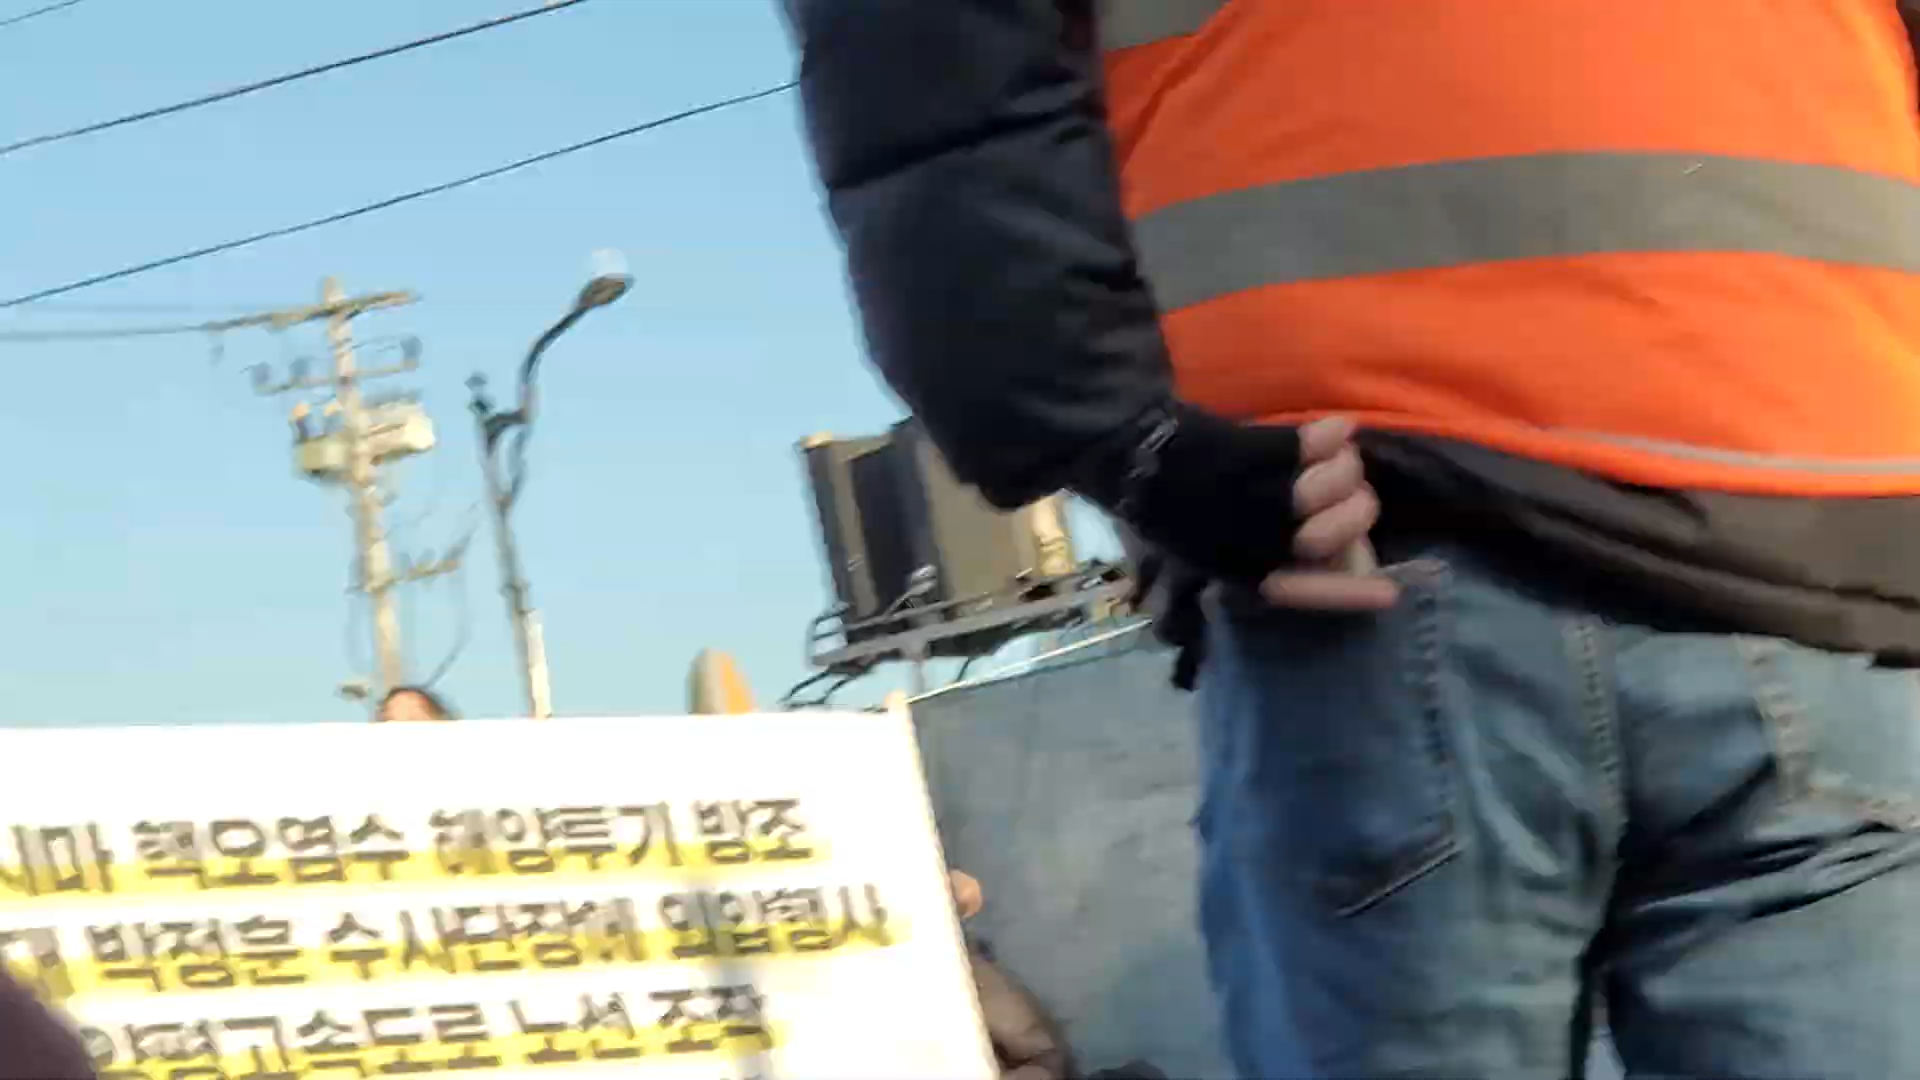 시마 핵오염수 해양투기 방조
대 박정훈 수사단장에 외압행사
양평고속도로 노선 조작